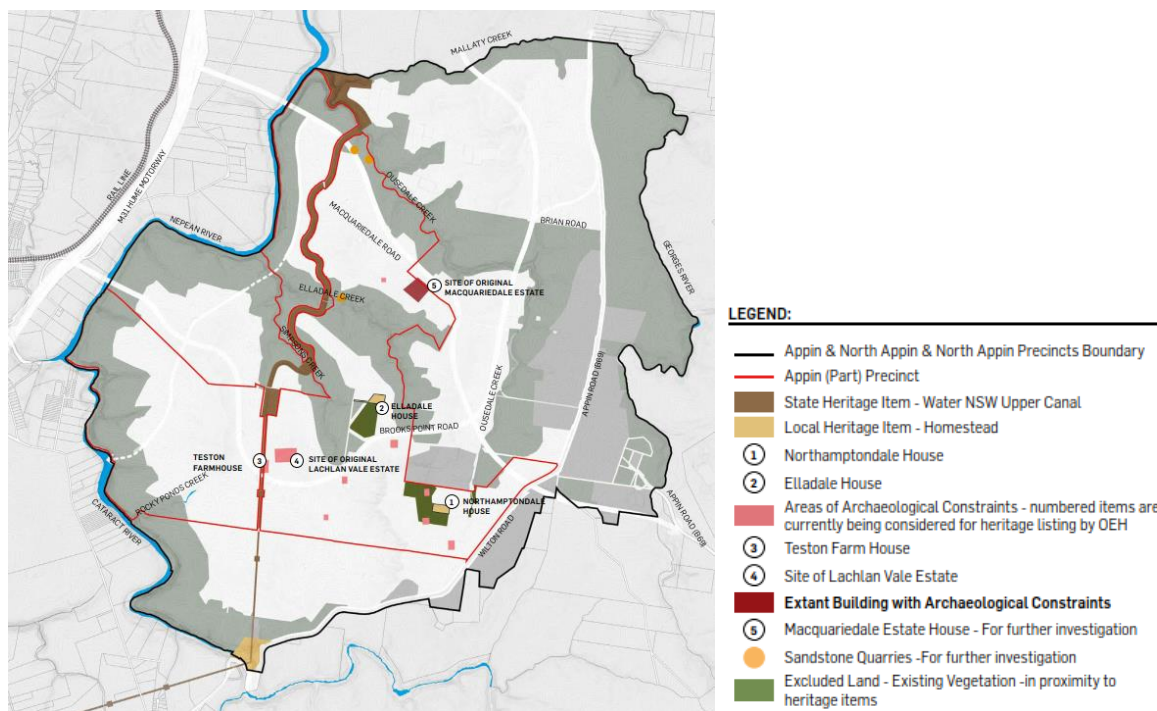 MALLATY CREEK
RAIL LINE
M31 HUME MOTORWAY
NEPEAN RIVER
OUSEDALE CREEK
MACQUARIEDALE ROAD
BRIAN ROAD
GEORGES RIVER
5 SITE OF ORIGINAL
MACQUARIEDALE ESTATE
ELLADALE CREEK
SIMPSONS CREEK
2 ELLADALE
HOUSE
BROOKS POINT ROAD
OUSEDALE CREEK
APPIN ROAD (B69)
TESTON
FARMHOUSE
3
4 SITE OF ORIGINAL
LACHLAN VALE ESTATE
ROCKY PONDS CREEK
CATARACT RIVER
1 NORTHAMPTONDALE
HOUSE
WILTON ROAD
APPIN ROAD (B69)
LEGEND:
Appin & North Appin & North Appin Precincts Boundary
Appin (Part) Precinct
State Heritage Item - Water NSW Upper Canal
Local Heritage Item - Homestead
1 Northamptondale House
2 Elladale House
Areas of Archaeological Constraints - numbered items are
currently being considered for heritage listing by OEH
3 Teston Farm House
4 Site of Lachlan Vale Estate
Extant Building with Archaeological Constraints
5 Macquariedale Estate House - For further investigation
Sandstone Quarries -For further investigation
Excluded Land - Existing Vegetation -in proximity to
heritage items